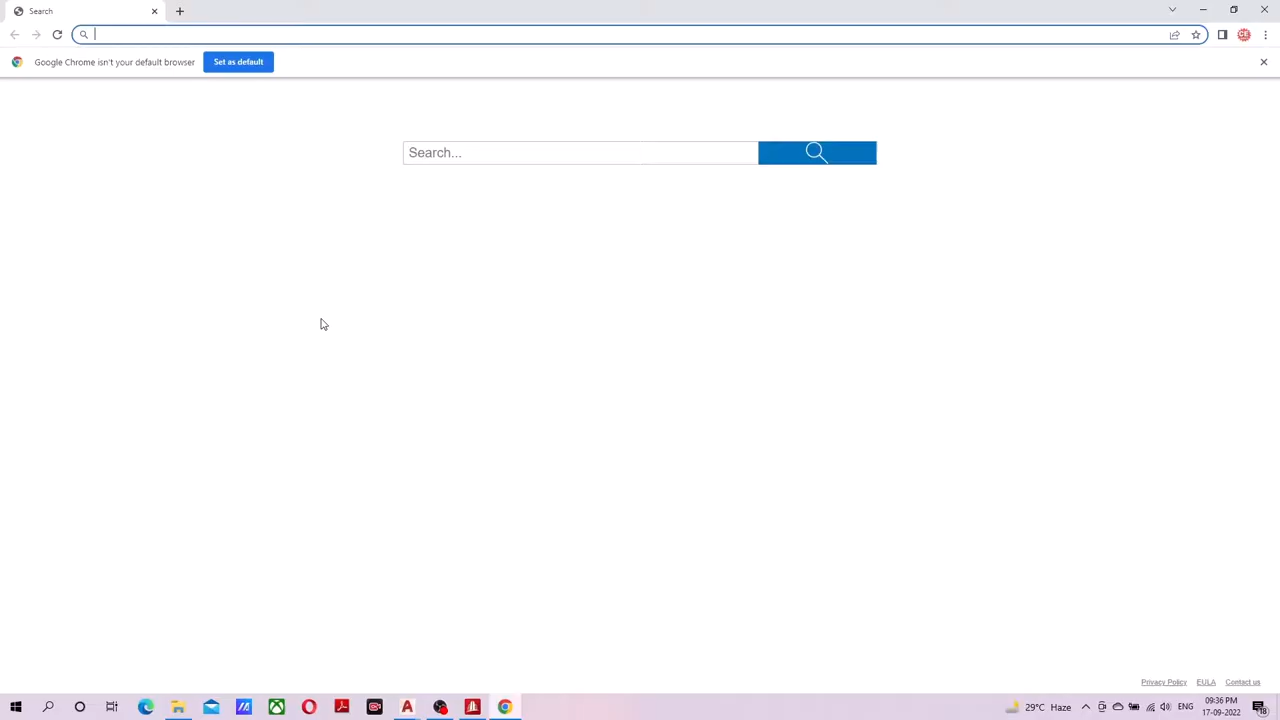 Search
Google Chrome isn't your default browser
Set as default
Search...
Privacy Policy
EULA
Contact us
29°C Haze
ENG
09:36 PM
17-09-2022
18